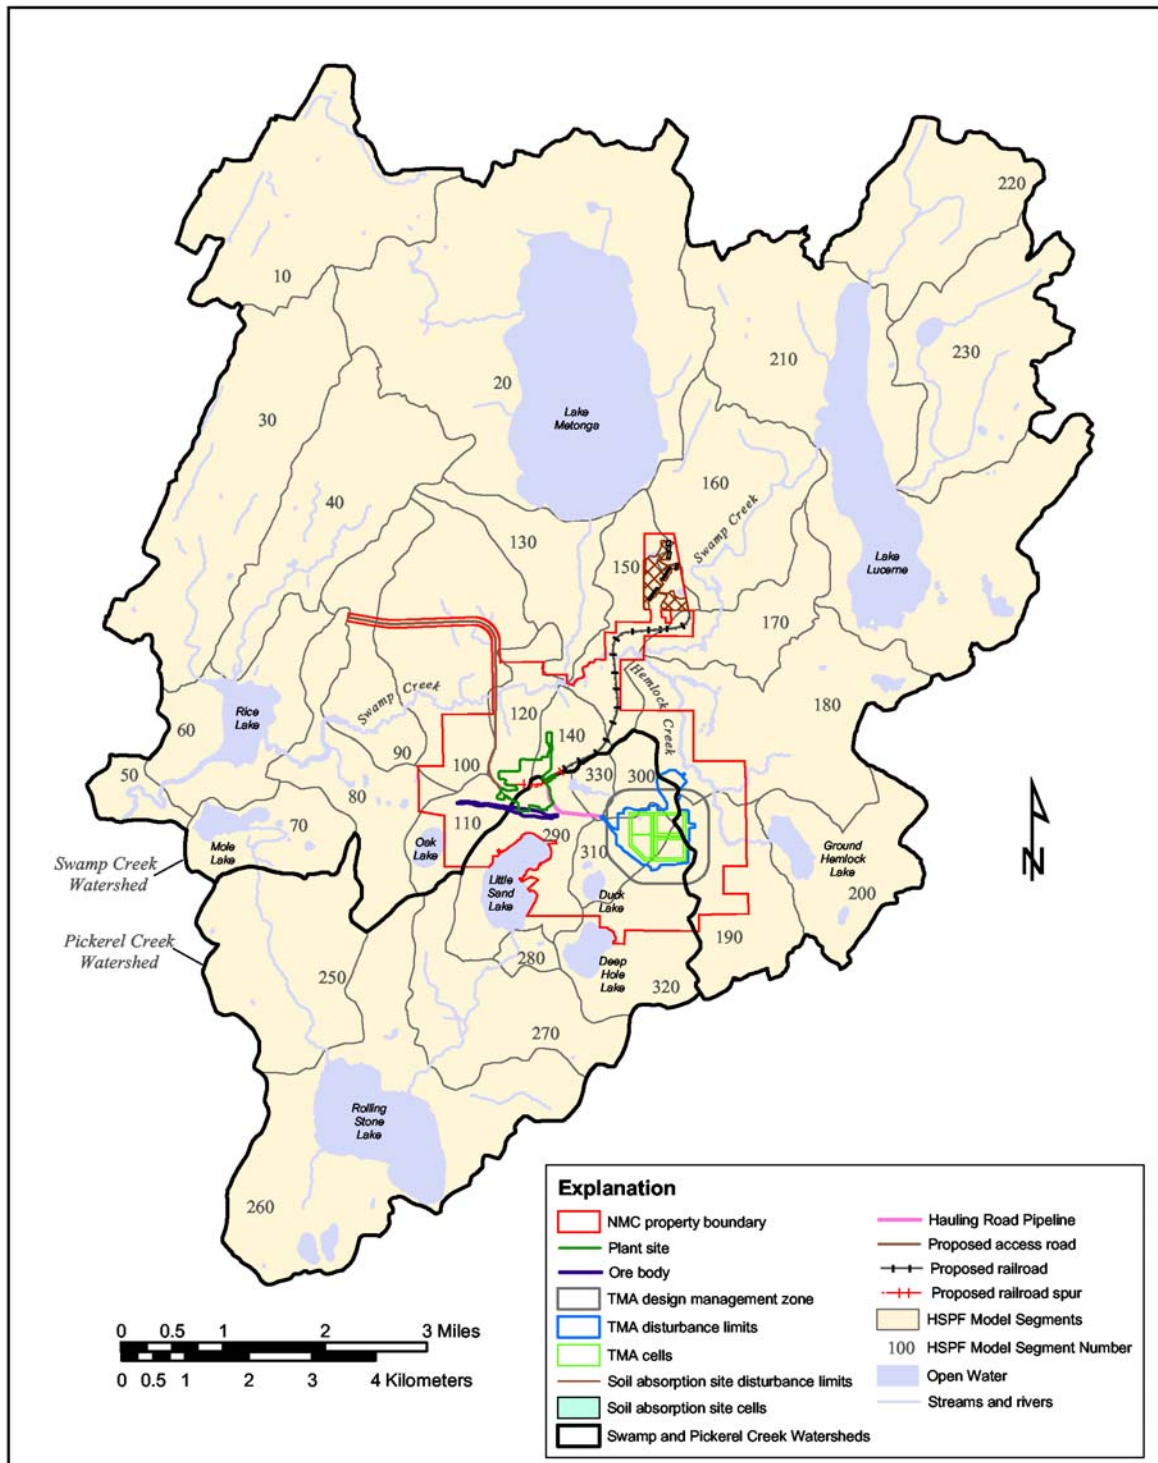 220
10
210
230
20
Lake
Metonga
30
40
160
Swamp Creek
130
150
Lake
Lucerne
170
Hemlock Creek
Swamp Creek
180
60
Rice
Lake
120
140
90
100
50
80
330
300
110
70
290
Mole
Lake
Oak
Lake
310
Ground
Hemlock
Lake
Swamp Creek
Watershed
Little
Sand
Lake
Duck
Lake
200
N
Pickerel Creek
Watershed
190
280
Deep
Hole
Lake
250
320
270
Rolling
Stone
Lake
260
Explanation
NMC property boundary
Plant site
Ore body
TMA design management zone
TMA disturbance limits
TMA cells
Soil absorption site disturbance limits
Soil absorption site cells
Swamp and Pickerel Creek Watersheds
Hauling Road Pipeline
Proposed access road
Proposed railroad
Proposed railroad spur
HSPF Model Segments
100 HSPF Model Segment Number
Open Water
Streams and rivers
0 0.5 1 2 3 Miles
0 0.5 1 2 3 4 Kilometers